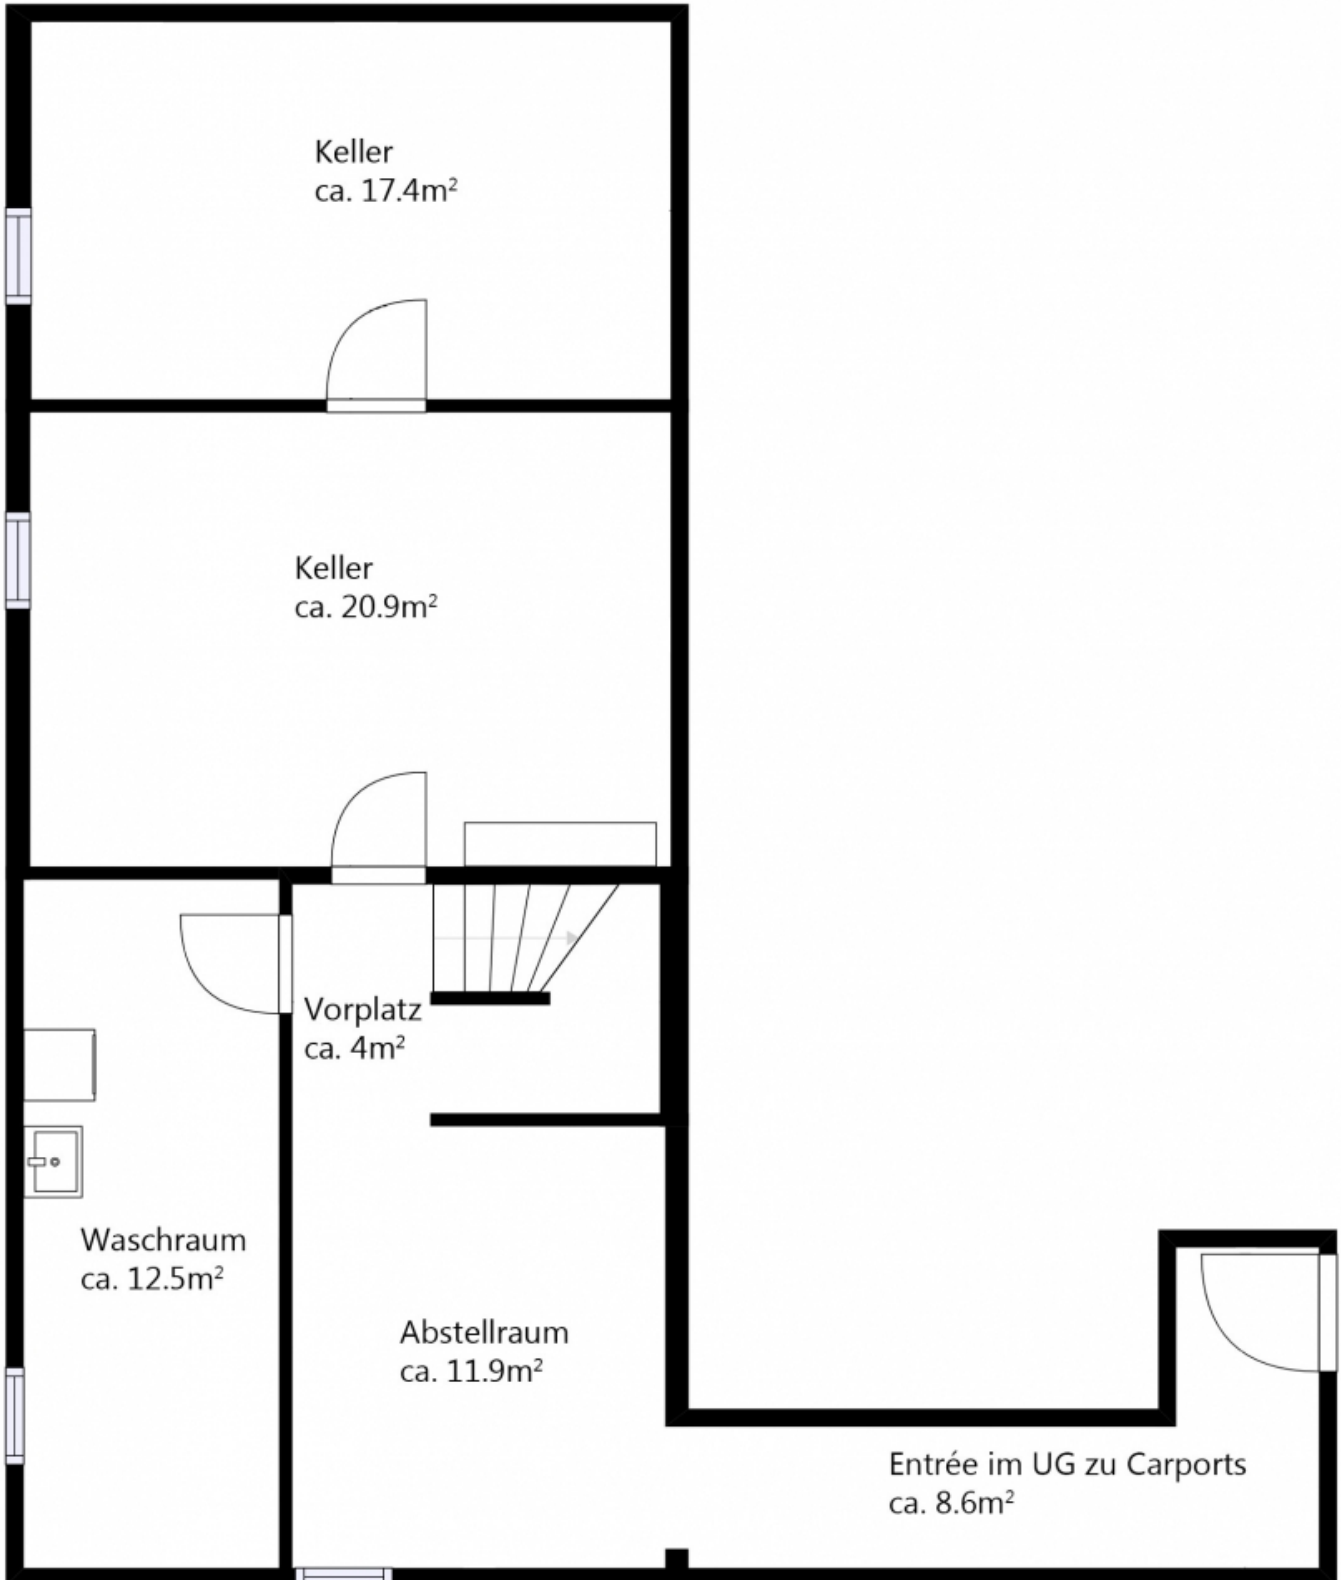 Keller
ca. 17.4m²
Keller
ca. 20.9m²
Vorplatz
ca. 4m²
Waschraum
ca. 12.5m²
Abstellraum
ca. 11.9m²
Entrée im UG zu Carports
ca. 8.6m²